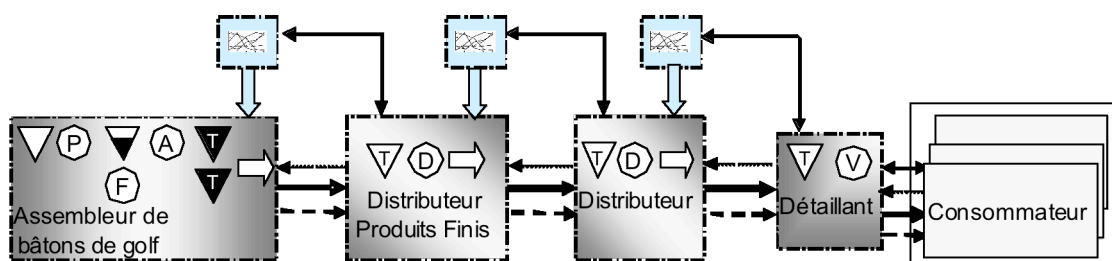 P
A
T
F
T
Assembleur de
bâtons de golf
T
D
Distributeur
Produits Finis
T
D
Distributeur
T
V
Détaillant
Consommateur